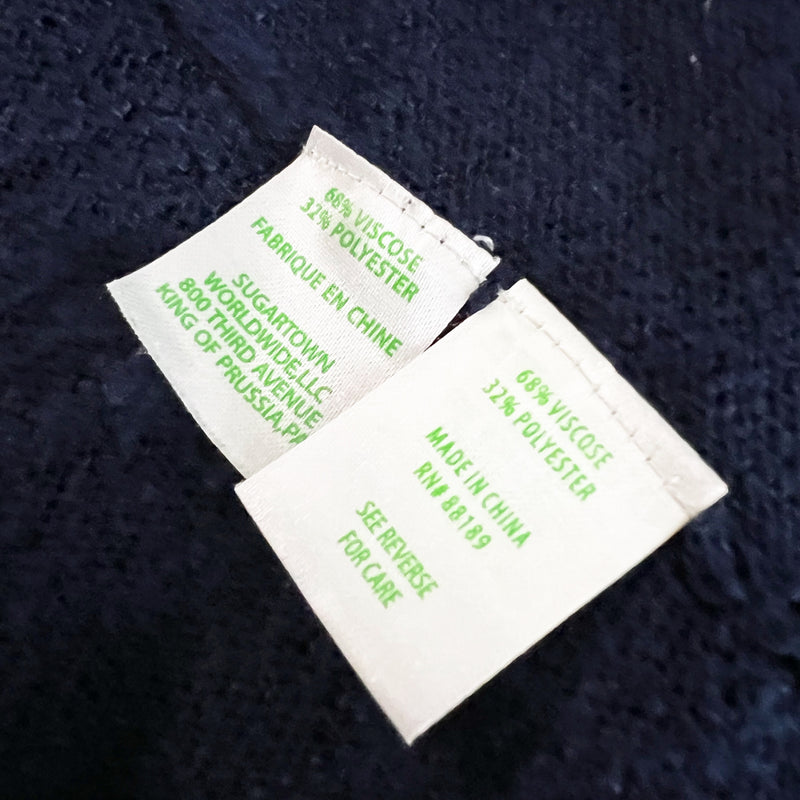 68% VISCOSE
32% POLYESTER
FABRIQUE EN CHINE
SUGARTOWN
WORLDWIDE,LLC
800 THIRD AVENUE
KING OF PRUSSIA,PA
68% VISCOSE
32% POLYESTER
MADE IN CHINA
RN# 88189
SEE REVERSE
FOR CARE